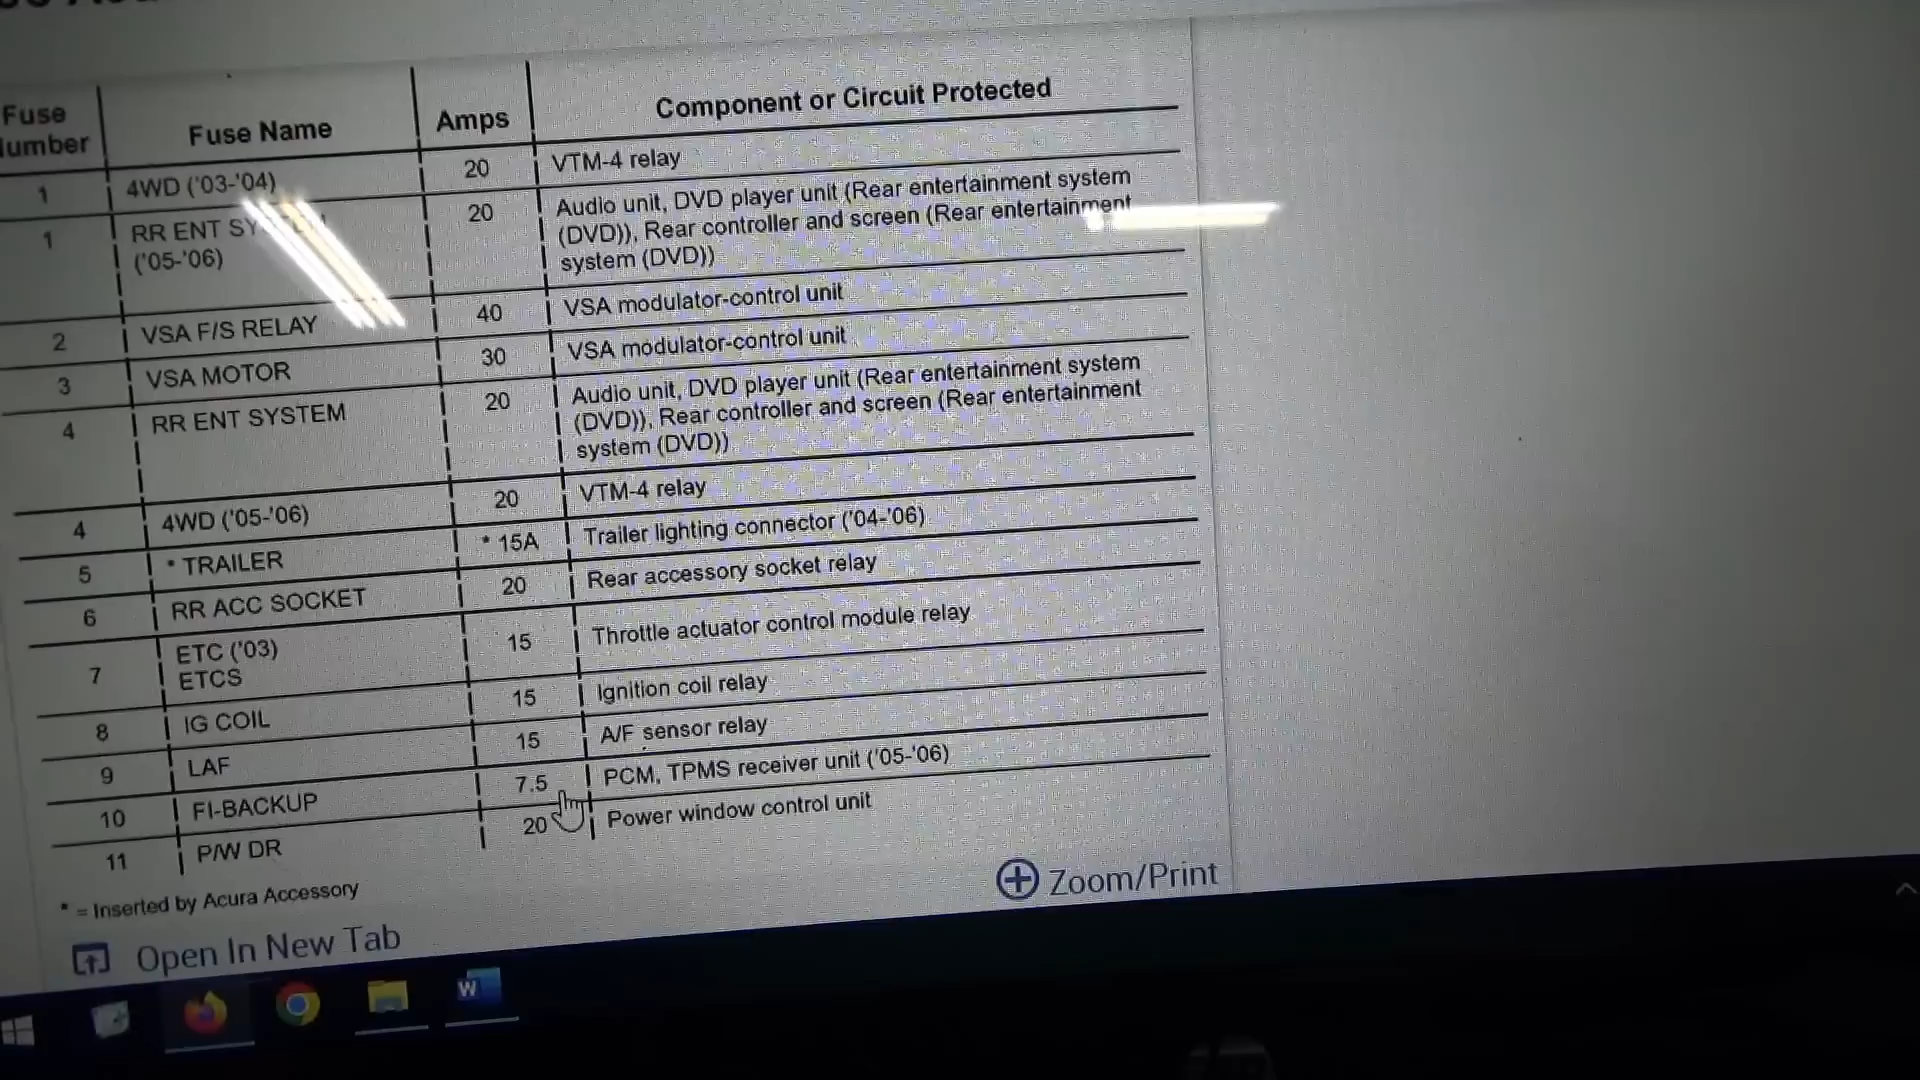 Fuse Number Fuse Name Amps Component or Circuit Protected
1 4WD ('03-'04) 20 VTM-4 relay
1 RR ENT ('05-'06) 20 Audio unit, DVD player unit (Rear entertainment system
(DVD)), Rear controller and screen (Rear entertainment
system (DVD))
2 VSA F/S RELAY 40 VSA modulator-control unit
3 VSA MOTOR 30 VSA modulator-control unit
4 RR ENT SYSTEM 20 Audio unit, DVD player unit (Rear entertainment system
(DVD)), Rear controller and screen (Rear entertainment
system (DVD))
4 4WD ('05-'06) 20 VTM-4 relay
5 * TRAILER * 15A Trailer lighting connector ('04-'06)
6 RR ACC SOCKET 20 Rear accessory socket relay
7 ETC ('03) 15 Throttle actuator control module relay
ETCS
8 IG COIL 15 Ignition coil relay
9 LAF 15 A/F sensor relay
10 FI-BACKUP 7.5 PCM, TPMS receiver unit ('05-'06)
11 P/W DR 20 Power window control unit
* = Inserted by Acura Accessory
Zoom/Print
Open In New Tab
W